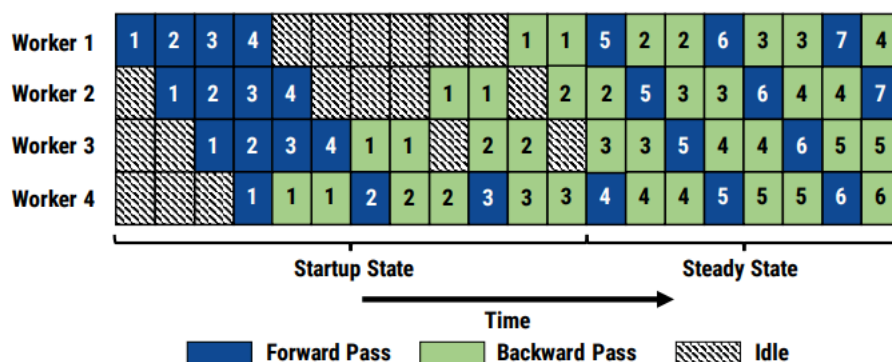 Worker 1 1 2 3 4 1 1 5 2 2 6 3 3 7 4
Worker 2 1 2 3 4 1 1 2 2 5 3 3 6 4 4 7
Worker 3 1 2 3 4 1 1 2 2 3 3 5 4 4 6 5 5
Worker 4 1 1 1 2 2 2 3 3 3 4 4 4 5 5 5 6 6
Startup State Steady State
Time
Forward Pass Backward Pass Idle